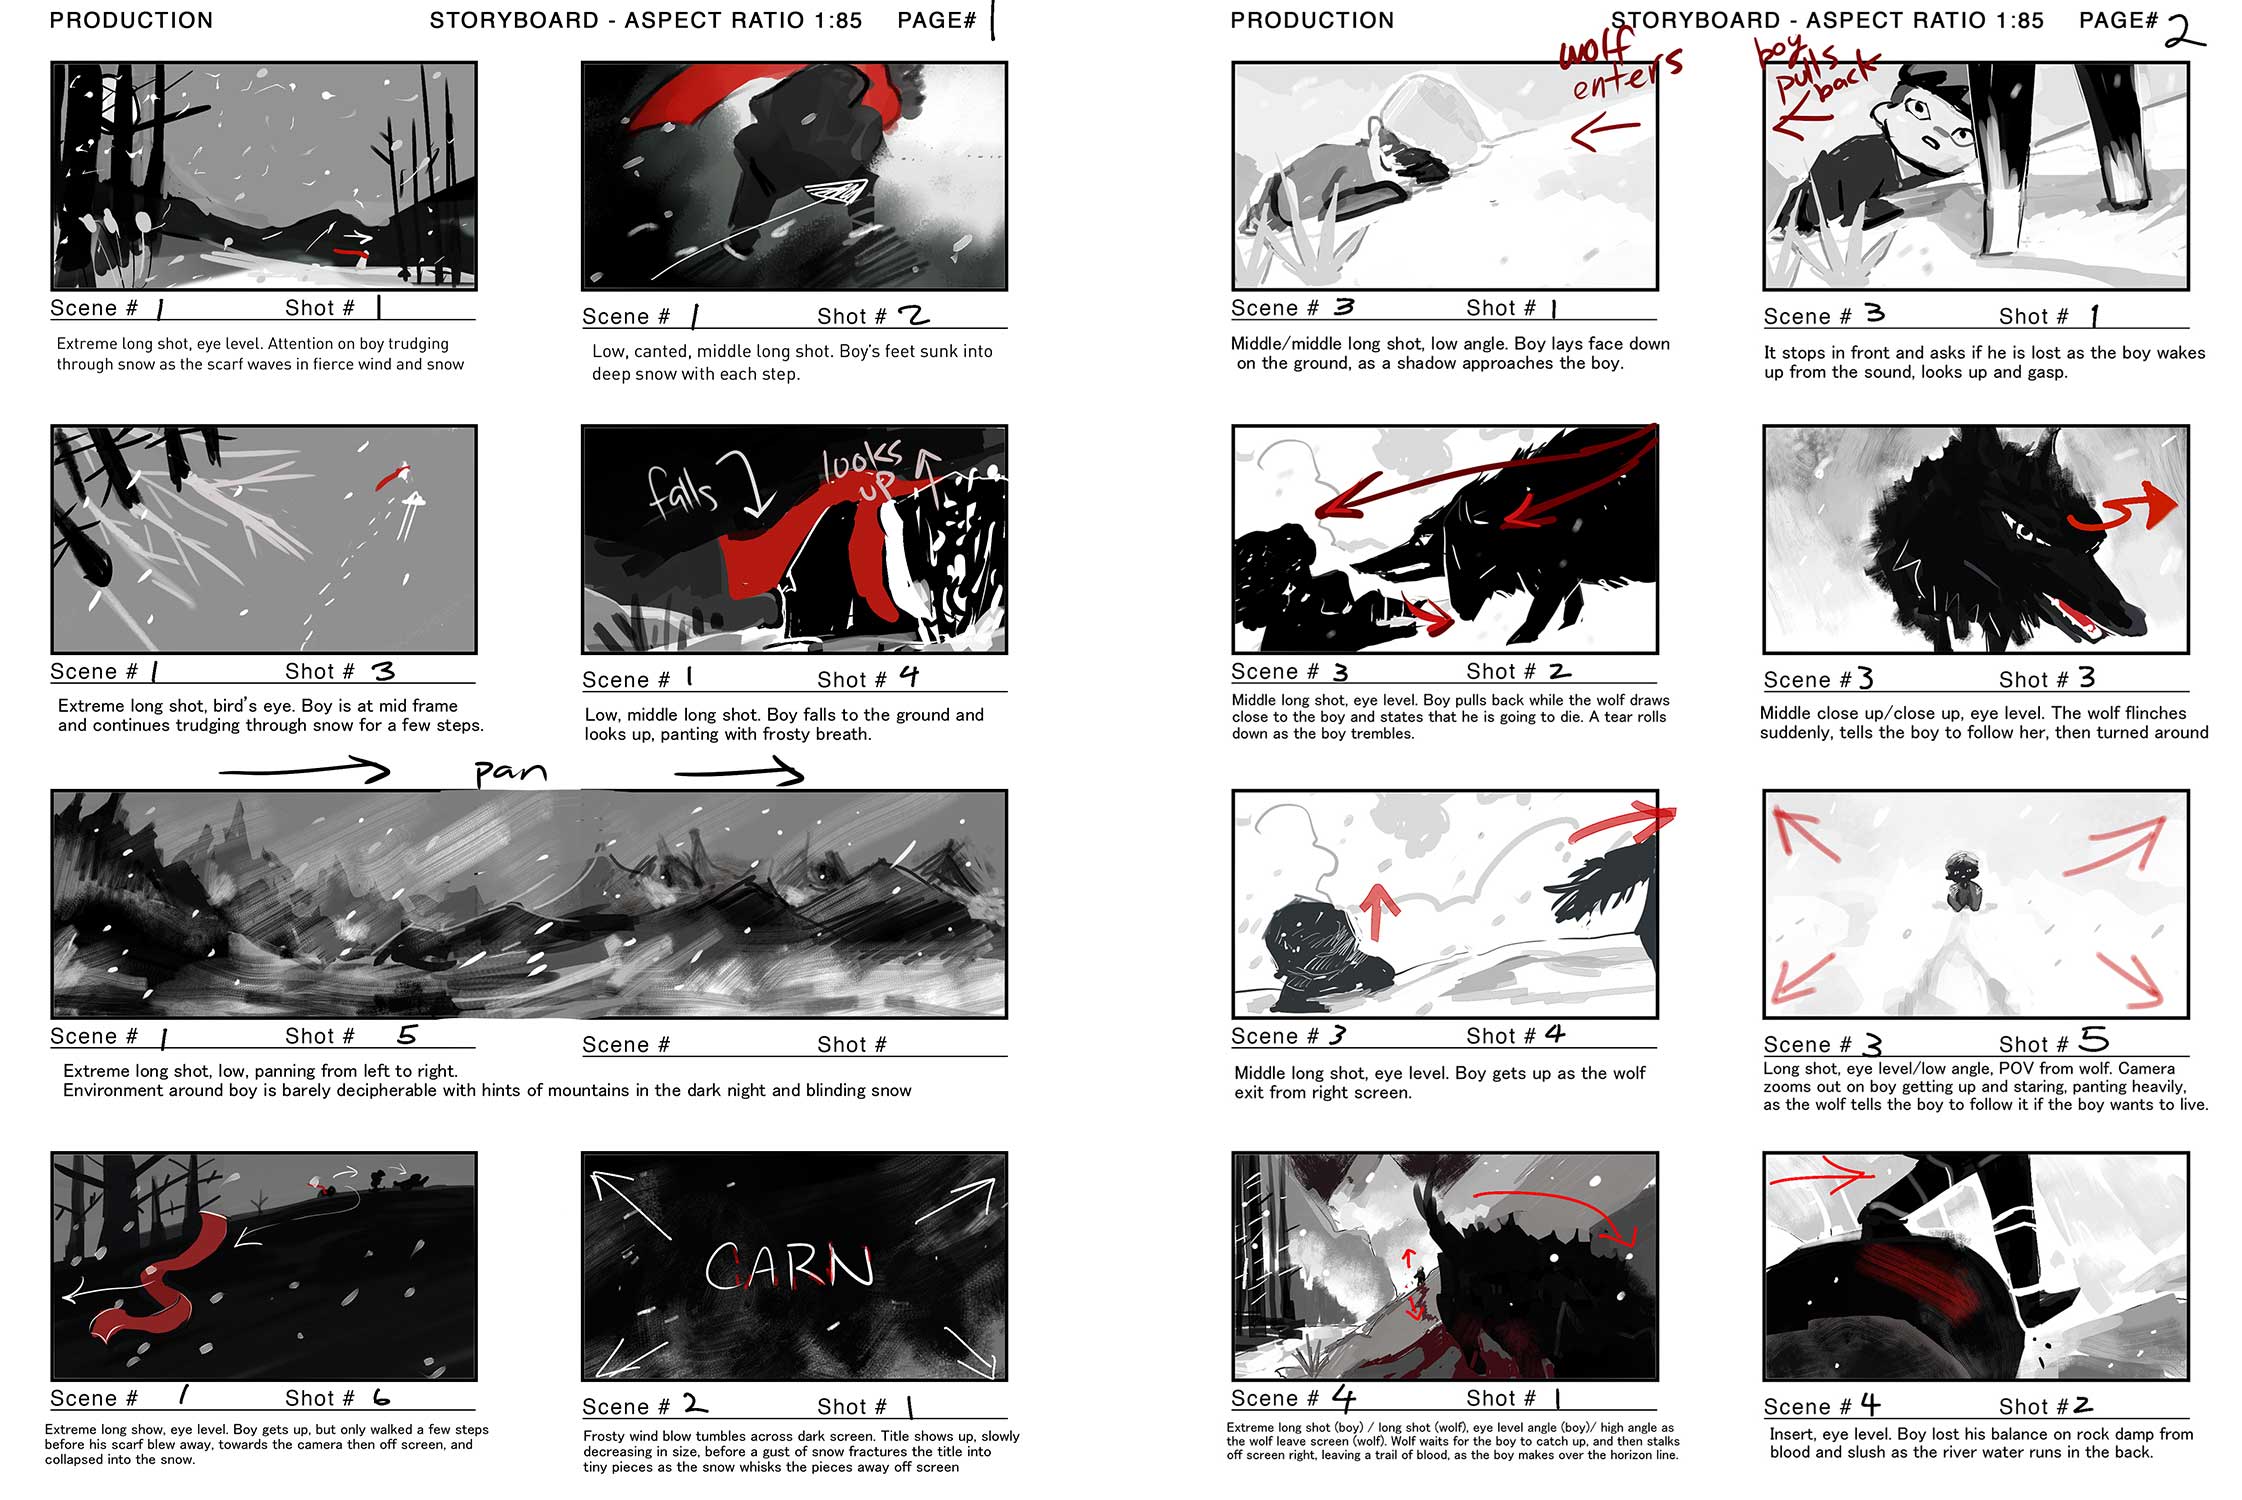 PRODUCTION STORYBOARD - ASPECT RATIO 1:85 PAGE# 1
Scene # 1 Shot # 1
Extreme long shot, eye level. Attention on boy trudging
through snow as the scarf waves in fierce wind and snow
Scene # 1 Shot # 2
Low, canted, middle long shot. Boy's feet sunk into
deep snow with each step.
Scene # 1 Shot # 3
Extreme long shot, bird's eye. Boy is at mid frame
and continues trudging through snow for a few steps.
falls
looks
up
Scene # 1 Shot # 4
Low, middle long shot. Boy falls to the ground and
looks up, panting with frosty breath.
pan
Scene # 1 Shot # 5
Scene # Shot #
Extreme long shot, low, panning from left to right.
Environment around boy is barely decipherable with hints of mountains in the dark night and blinding snow
Scene # 1 Shot # 6
Extreme long show, eye level. Boy gets up, but only walked a few steps
before his scarf blew away, towards the camera then off screen, and
collapsed into the snow.
CARN
Scene # 2 Shot # 1
Frosty wind blow tumbles across dark screen. Title shows up, slowly
decreasing in size, before a gust of snow fractures the title into
tiny pieces as the snow whisks the pieces away off screen
PRODUCTION STORYBOARD - ASPECT RATIO 1:85 PAGE# 2
wolf
enters
Scene # 3 Shot # 1
Middle/middle long shot, low angle. Boy lays face down
on the ground, as a shadow approaches the boy.
boy
pulls
back
Scene # 3 Shot # 1
It stops in front and asks if he is lost as the boy wakes
up from the sound, looks up and gasp.
Scene # 3 Shot # 2
Middle long shot, eye level. Boy pulls back while the wolf draws
close to the boy and states that he is going to die. A tear rolls
down as the boy trembles.
Scene # 3 Shot # 3
Middle close up/close up, eye level. The wolf flinches
suddenly, tells the boy to follow her, then turned around
Scene # 3 Shot # 4
Middle long shot, eye level. Boy gets up as the wolf
exit from right screen.
Scene # 3 Shot # 5
Long shot, eye level/low angle, POV from wolf. Camera
zooms out on boy getting up and staring, panting heavily,
as the wolf tells the boy to follow it if the boy wants to live.
Scene # 4 Shot # 1
Extreme long shot (boy) / long shot (wolf), eye level angle (boy)/ high angle as
the wolf leave screen (wolf). Wolf waits for the boy to catch up, and then stalks
off screen right, leaving a trail of blood, as the boy makes over the horizon line.
Scene # 4 Shot # 2
Insert, eye level. Boy lost his balance on rock damp from
blood and slush as the river water runs in the back.